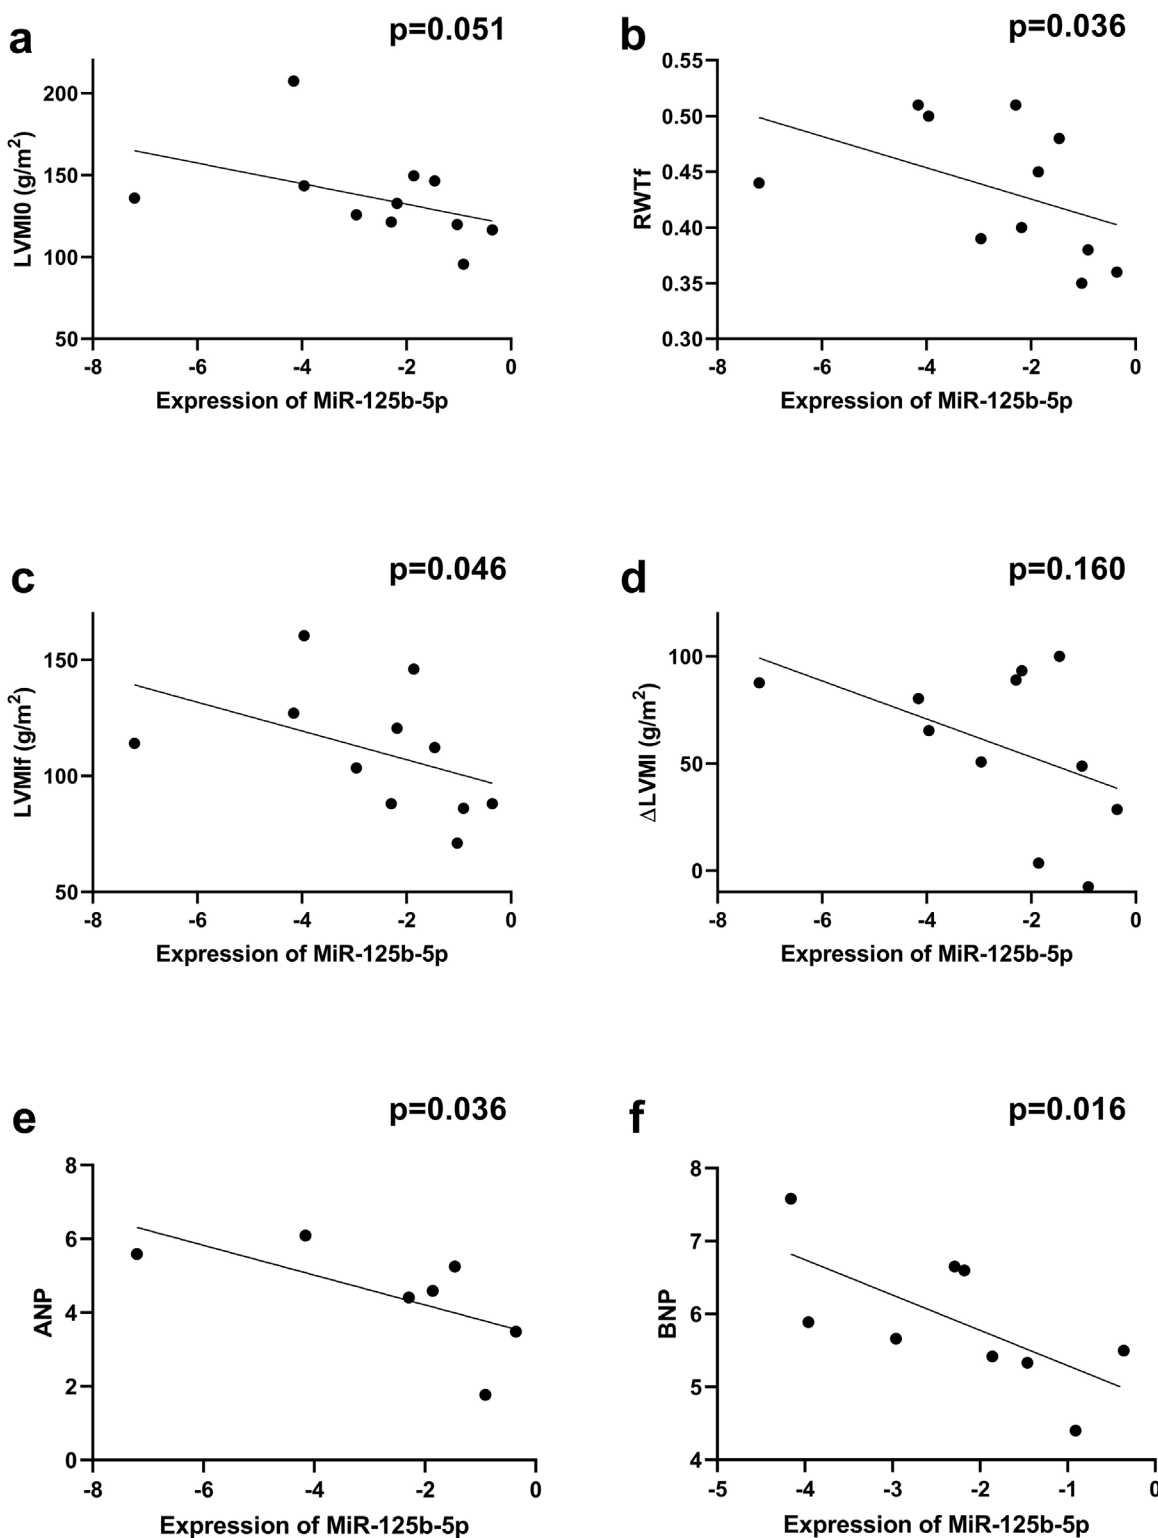 a
p=0.051
LVMI0 (g/m²)
200
150
100
50
-8 -6 -4 -2 0
Expression of MiR-125b-5p
b
p=0.036
RWTf
0.55
0.50
0.45
0.40
0.35
0.30
-8 -6 -4 -2 0
Expression of MiR-125b-5p
c
p=0.046
LVMIf (g/m²)
150
100
50
-8 -6 -4 -2 0
Expression of MiR-125b-5p
d
p=0.160
ΔLVMI (g/m²)
100
50
0
-8 -6 -4 -2 0
Expression of MiR-125b-5p
e
p=0.036
ANP
8
6
4
2
0
-8 -6 -4 -2 0
Expression of MiR-125b-5p
f
p=0.016
BNP
8
7
6
5
4
-5 -4 -3 -2 -1 0
Expression of MiR-125b-5p